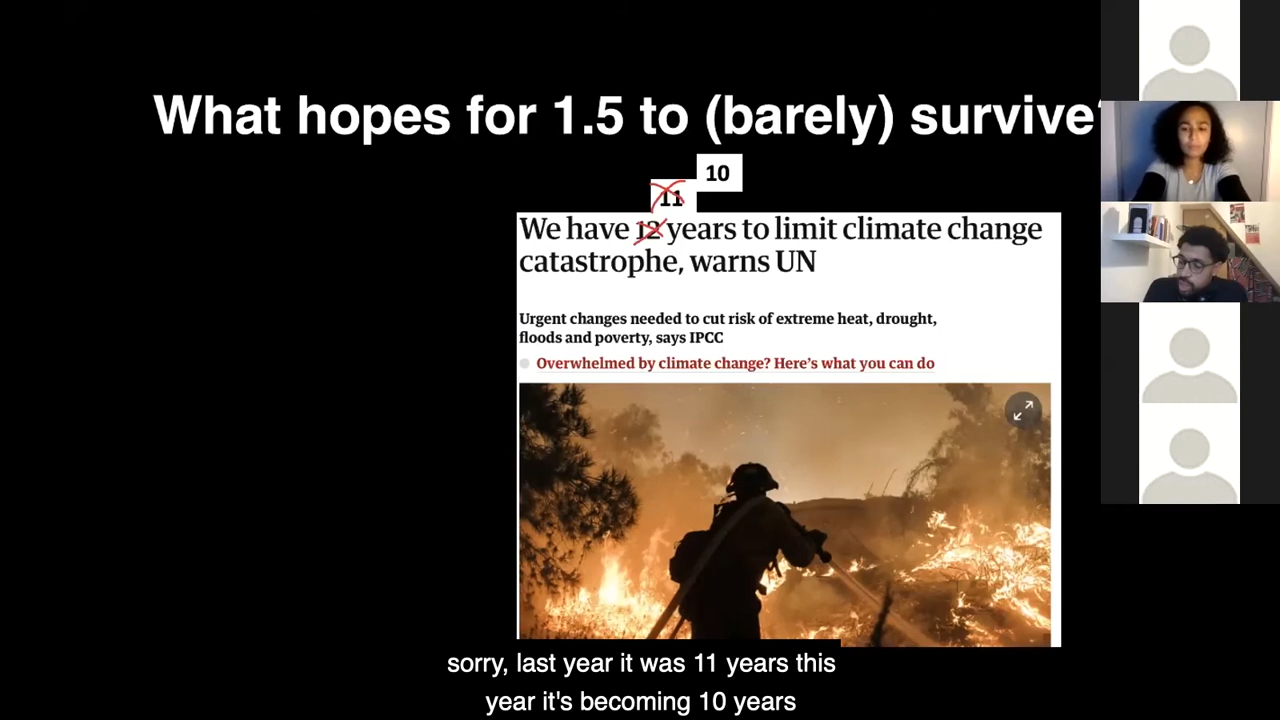 What hopes for 1.5 to (barely) survive?
10
11
We have 12 years to limit climate change
catastrophe, warns UN
Urgent changes needed to cut risk of extreme heat, drought,
floods and poverty, says IPCC
Overwhelmed by climate change? Here's what you can do
sorry, last year it was 11 years this
year it's becoming 10 years